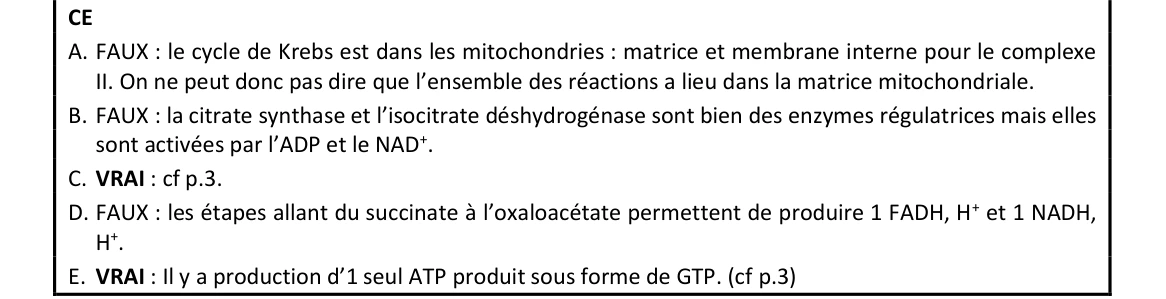 CE
A. FAUX : le cycle de Krebs est dans les mitochondries : matrice et membrane interne pour le complexe
II. On ne peut donc pas dire que l’ensemble des réactions a lieu dans la matrice mitochondriale.
B. FAUX : la citrate synthase et l’isocitrate déshydrogénase sont bien des enzymes régulatrices mais elles
sont activées par l’ADP et le NAD⁺.
C. VRAI : cf p.3.
D. FAUX : les étapes allant du succinate à l’oxaloacétate permettent de produire 1 FADH, H⁺ et 1 NADH,
H⁺.
E. VRAI : Il y a production d’1 seul ATP produit sous forme de GTP. (cf p.3)